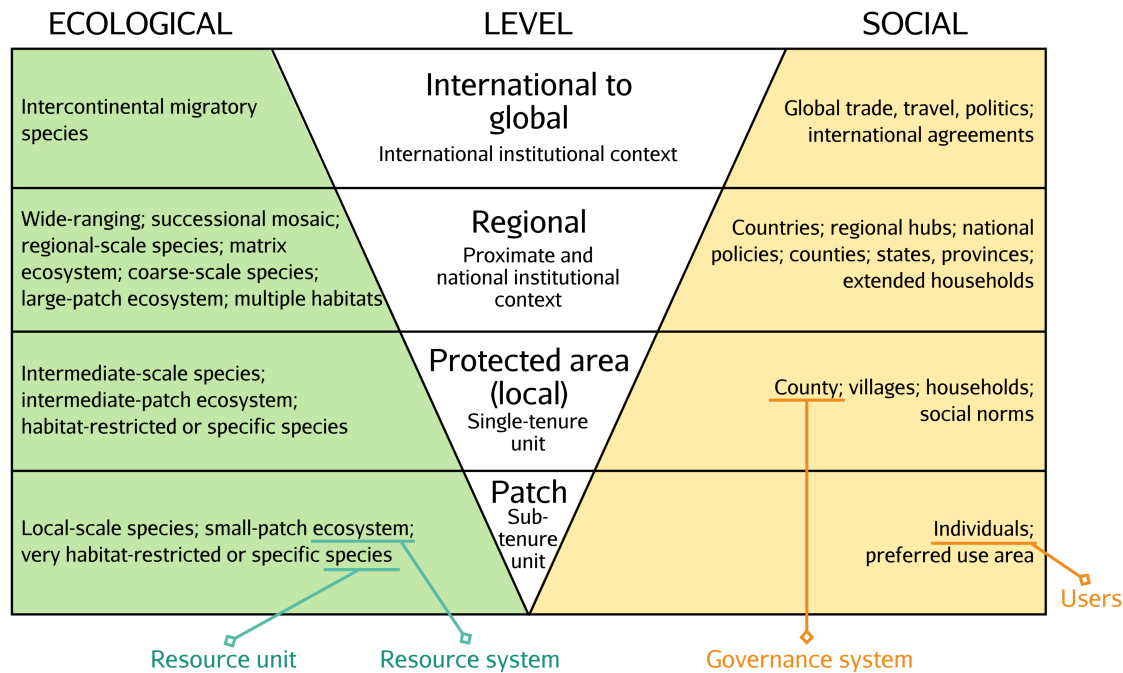 ECOLOGICAL
LEVEL
SOCIAL
Intercontinental migratory
species
International to
global
International institutional context
Global trade, travel, politics;
international agreements
Wide-ranging; successional mosaic;
regional-scale species; matrix
ecosystem; coarse-scale species;
large-patch ecosystem; multiple habitats
Regional
Proximate and
national institutional
context
Countries; regional hubs; national
policies; counties; states, provinces;
extended households
Intermediate-scale species;
intermediate-patch ecosystem;
habitat-restricted or specific species
Protected area
(local)
Single-tenure
unit
County; villages; households;
social norms
Local-scale species; small-patch ecosystem;
very habitat-restricted or specific species
Patch
Sub-
tenure
unit
Individuals;
preferred use area
Users
Resource unit
Resource system
Governance system